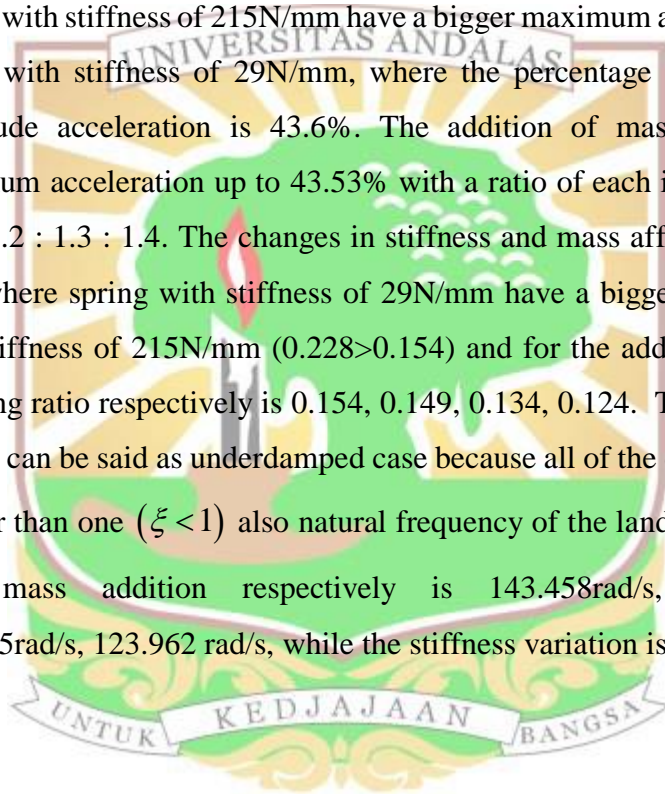 with stiffness of 215N/mm have a bigger maximum a
UNIVERSITAS ANDALAS
with stiffness of 29N/mm, where the percentage
ude acceleration is 43.6%. The addition of mas
um acceleration up to 43.53% with a ratio of each i
.2 : 1.3 : 1.4. The changes in stiffness and mass aff
where spring with stiffness of 29N/mm have a bigge
iffness of 215N/mm (0.228>0.154) and for the add
ng ratio respectively is 0.154, 0.149, 0.134, 0.124. T
can be said as underdamped case because all of the
r than one (ξ < 1) also natural frequency of the land
mass addition respectively is 143.458rad/s,
5rad/s, 123.962 rad/s, while the stiffness variation is
UNTUK KEDJAJAAN BANGSA